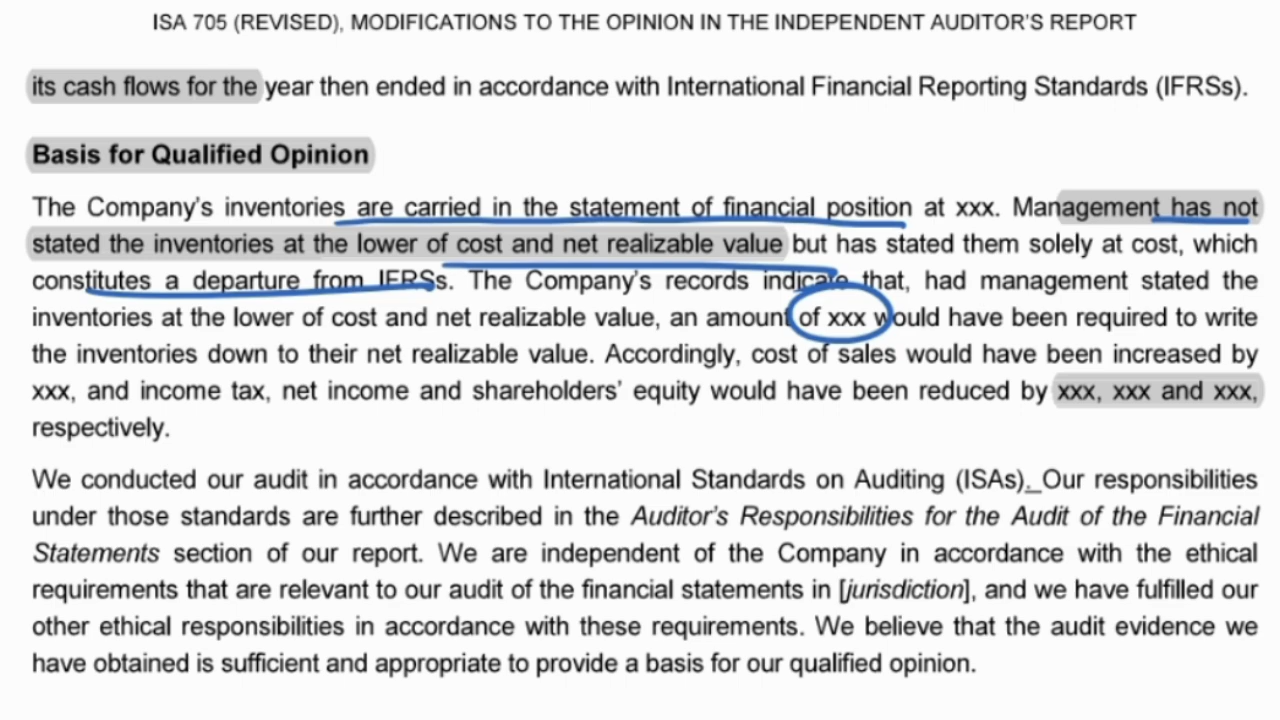 ISA 705 (REVISED), MODIFICATIONS TO THE OPINION IN THE INDEPENDENT AUDITOR'S REPORT
its cash flows for the year then ended in accordance with International Financial Reporting Standards (IFRSs).
Basis for Qualified Opinion
The Company's inventories are carried in the statement of financial position at xxx. Management has not
stated the inventories at the lower of cost and net realizable value but has stated them solely at cost, which
constitutes a departure from IFRSs. The Company's records indicate that, had management stated the
inventories at the lower of cost and net realizable value, an amount of xxx would have been required to write
the inventories down to their net realizable value. Accordingly, cost of sales would have been increased by
xxx, and income tax, net income and shareholders' equity would have been reduced by xxx, xxx and xxx,
respectively.
We conducted our audit in accordance with International Standards on Auditing (ISAs). Our responsibilities
under those standards are further described in the Auditor's Responsibilities for the Audit of the Financial
Statements section of our report. We are independent of the Company in accordance with the ethical
requirements that are relevant to our audit of the financial statements in [jurisdiction], and we have fulfilled our
other ethical responsibilities in accordance with these requirements. We believe that the audit evidence we
have obtained is sufficient and appropriate to provide a basis for our qualified opinion.